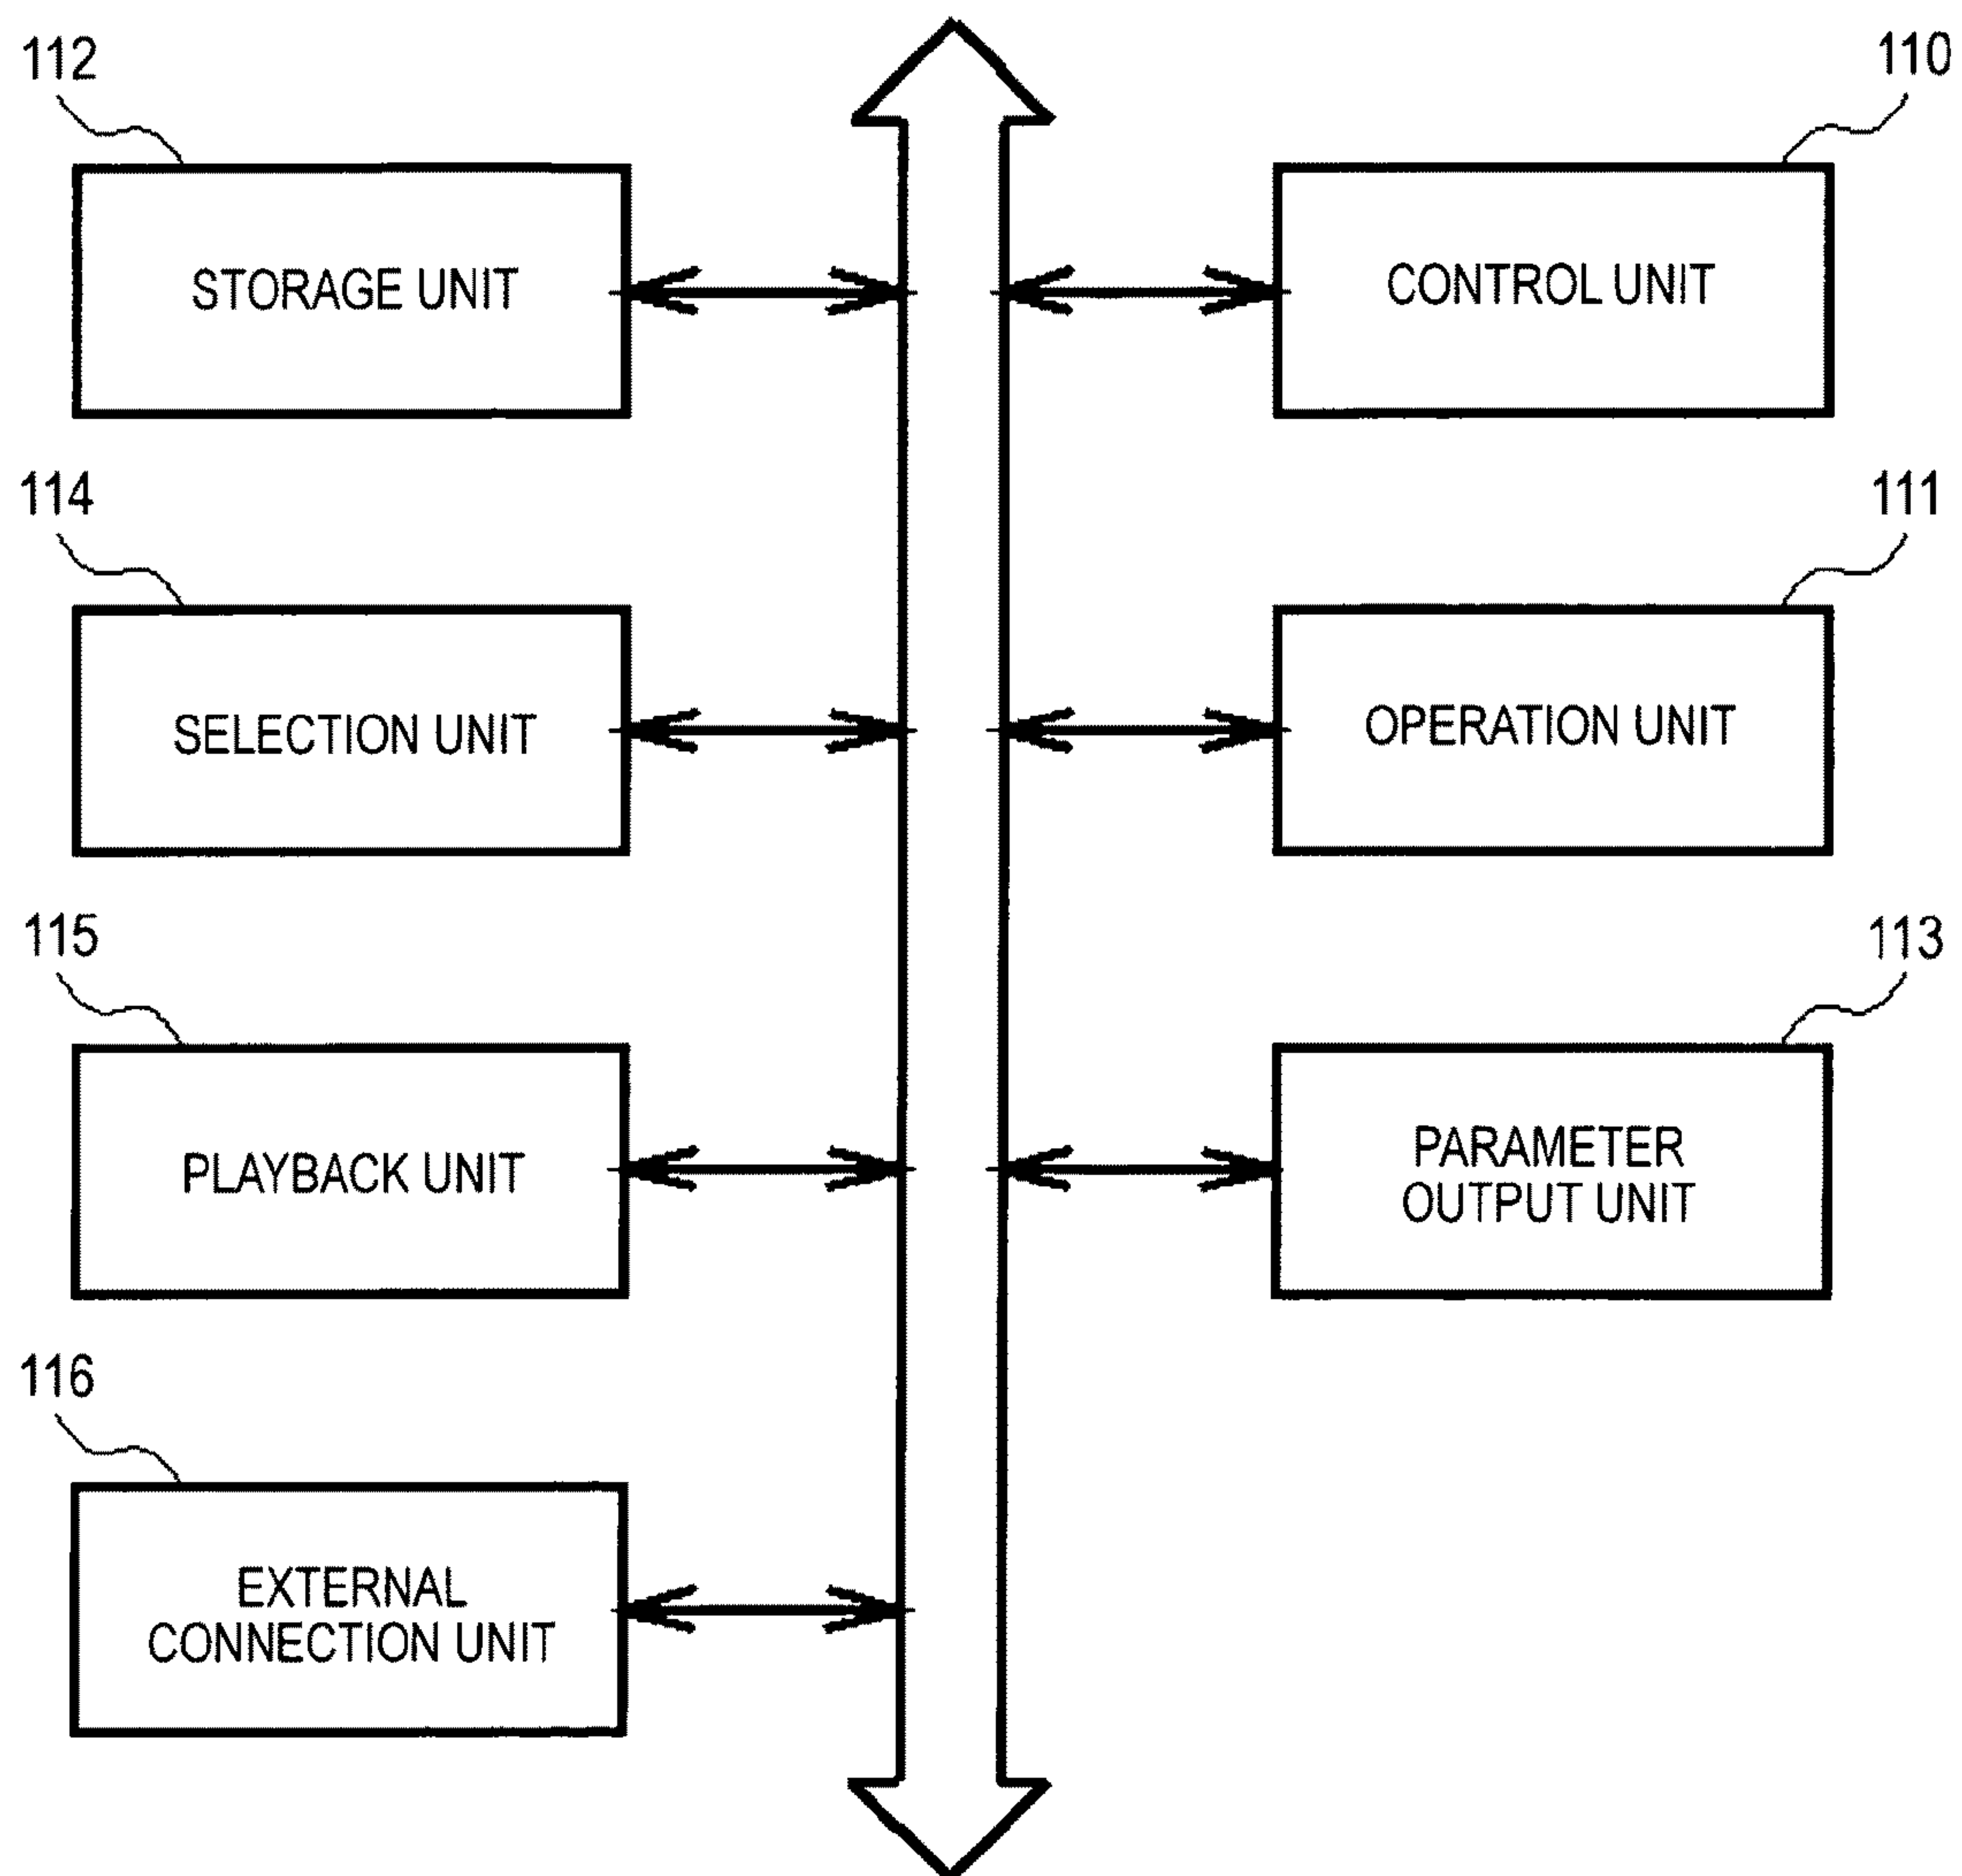 112
110
STORAGE UNIT
CONTROL UNIT
114
111
SELECTION UNIT
OPERATION UNIT
115
113
PLAYBACK UNIT
PARAMETER
OUTPUT UNIT
116
EXTERNAL
CONNECTION UNIT